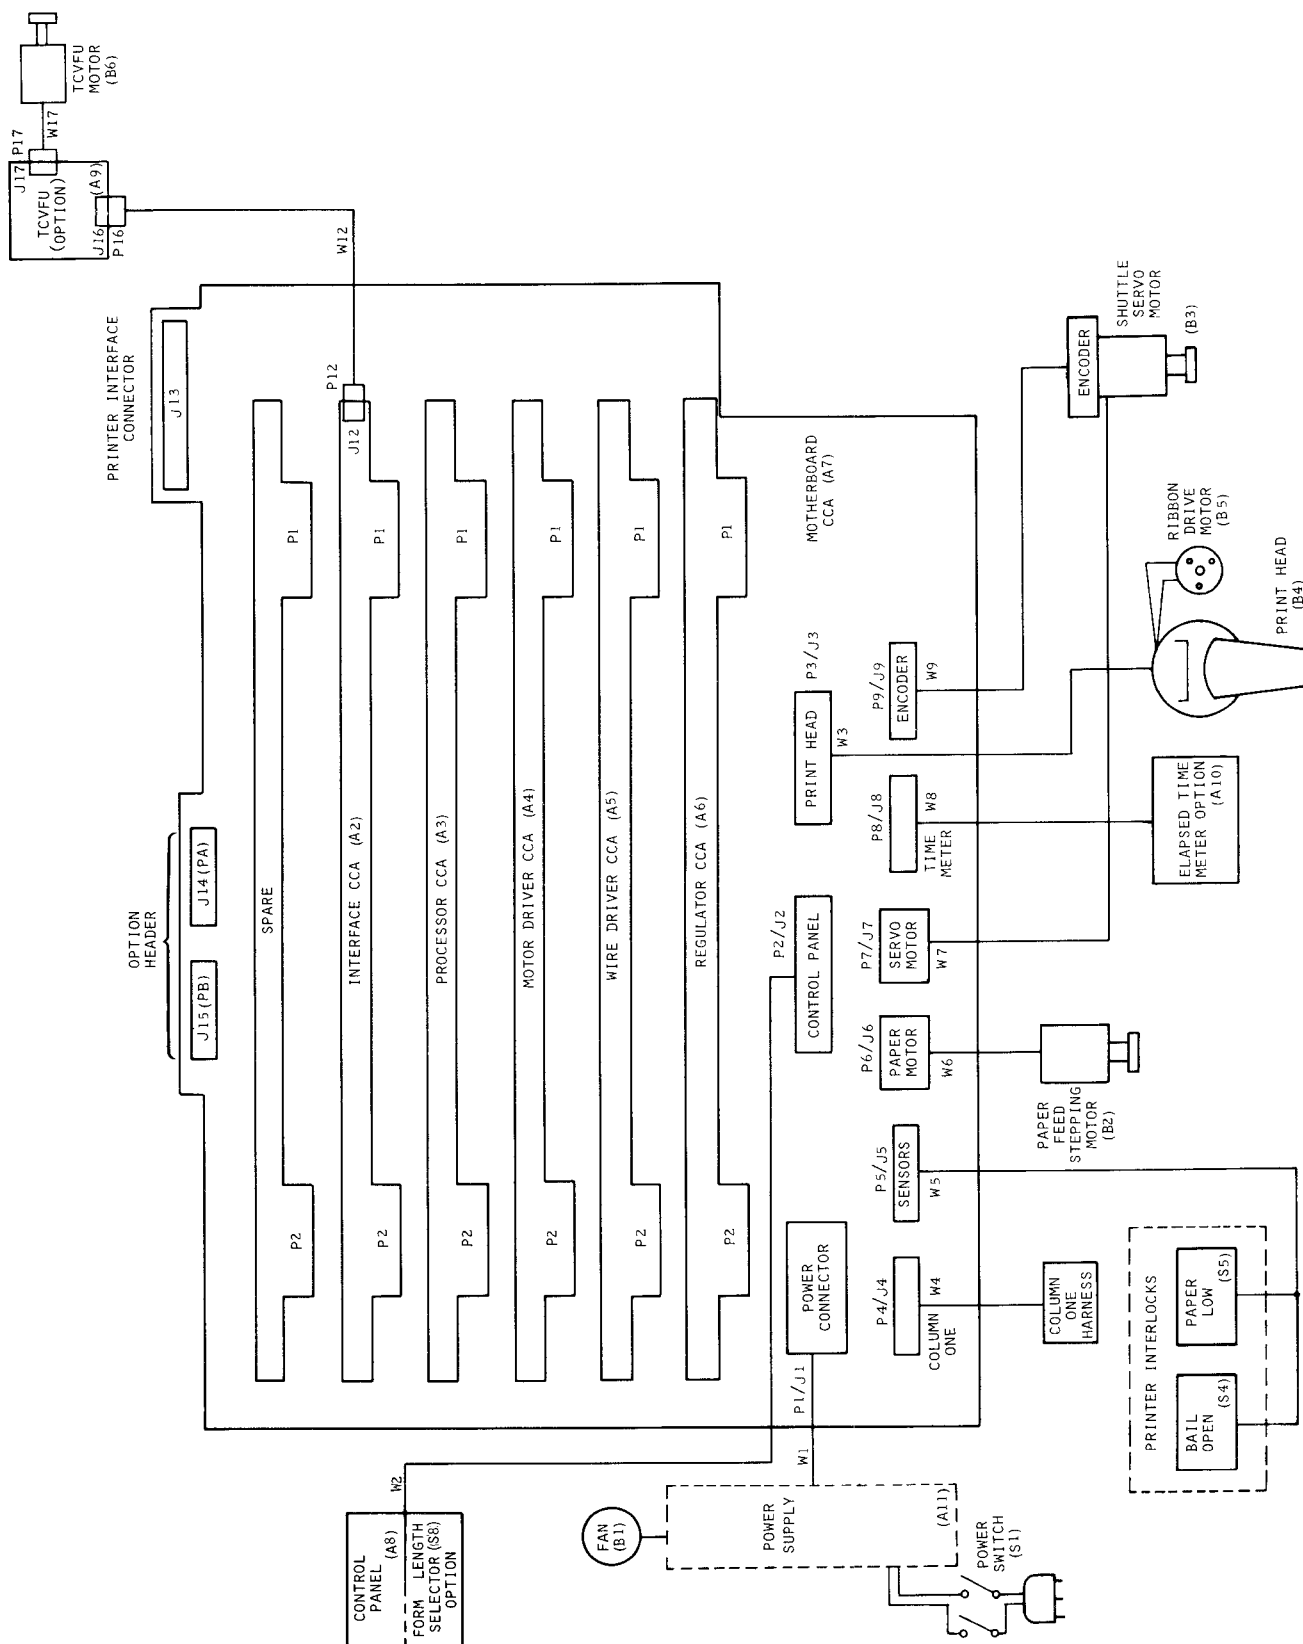 CONTROL
PANEL
(A8)
FORM LENGTH
SELECTOR (S8)
OPTION
W2
FAN
(B1)
POWER
SUPPLY
(A11)
POWER
SWITCH
(S1)
W1
P1/J1
POWER
CONNECTOR
OPTION
HEADER
J15(PB)
J14(PA)
PRINTER INTERFACE
CONNECTOR
J13
SPARE
P2
P1
INTERFACE CCA (A2)
P2
P1
J12
P12
W12
PROCESSOR CCA (A3)
P2
P1
MOTOR DRIVER CCA (A4)
P2
P1
WIRE DRIVER CCA (A5)
P2
P1
REGULATOR CCA (A6)
P2
P1
MOTHERBOARD
CCA (A7)
TCVFU
(OPTION)
(A9)
J16
P16
J17
P17
W17
TCVFU
MOTOR
(B6)
P2/J2
CONTROL PANEL
P3/J3
PRINT HEAD
W3
P4/J4
COLUMN
ONE
W4
P5/J5
SENSORS
W5
P6/J6
PAPER
MOTOR
W6
P7/J7
SERVO
MOTOR
W7
P8/J8
TIME
METER
W8
P9/J9
ENCODER
W9
PRINTER INTERLOCKS
BAIL
OPEN
(S4)
PAPER
LOW
(S5)
COLUMN
ONE
HARNESS
PAPER
FEED
STEPPING
MOTOR
(B2)
ELAPSED TIME
METER OPTION
(A10)
PRINT HEAD
(B4)
RIBBON
DRIVE
MOTOR
(B5)
ENCODER
SHUTTLE
SERVO
MOTOR
(B3)